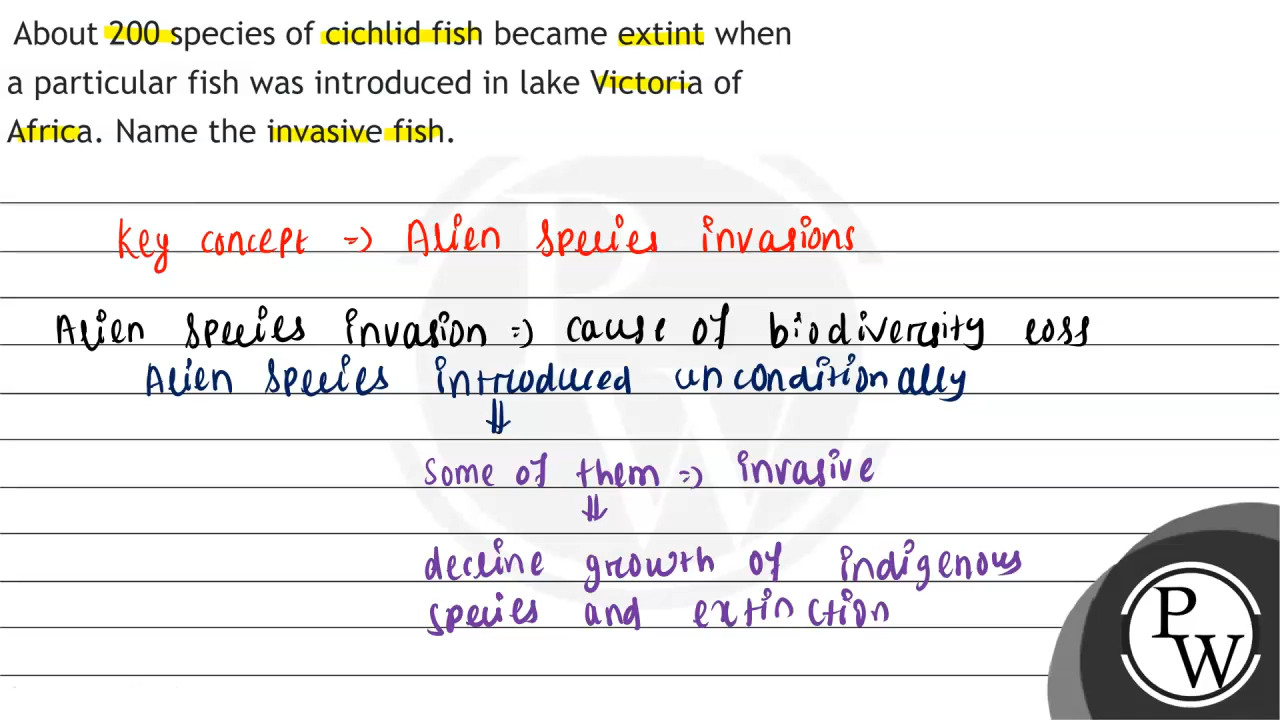 About 200 species of cichlid fish became extint when
a particular fish was introduced in lake Victoria of
Africa. Name the invasive fish.
Key concept => Alien species invasions
Alien species invasion => cause of biodiversity loss
Alien species introduced unconditionally
Some of them => invasive
decline growth of indigenous
species and extinction
P
W